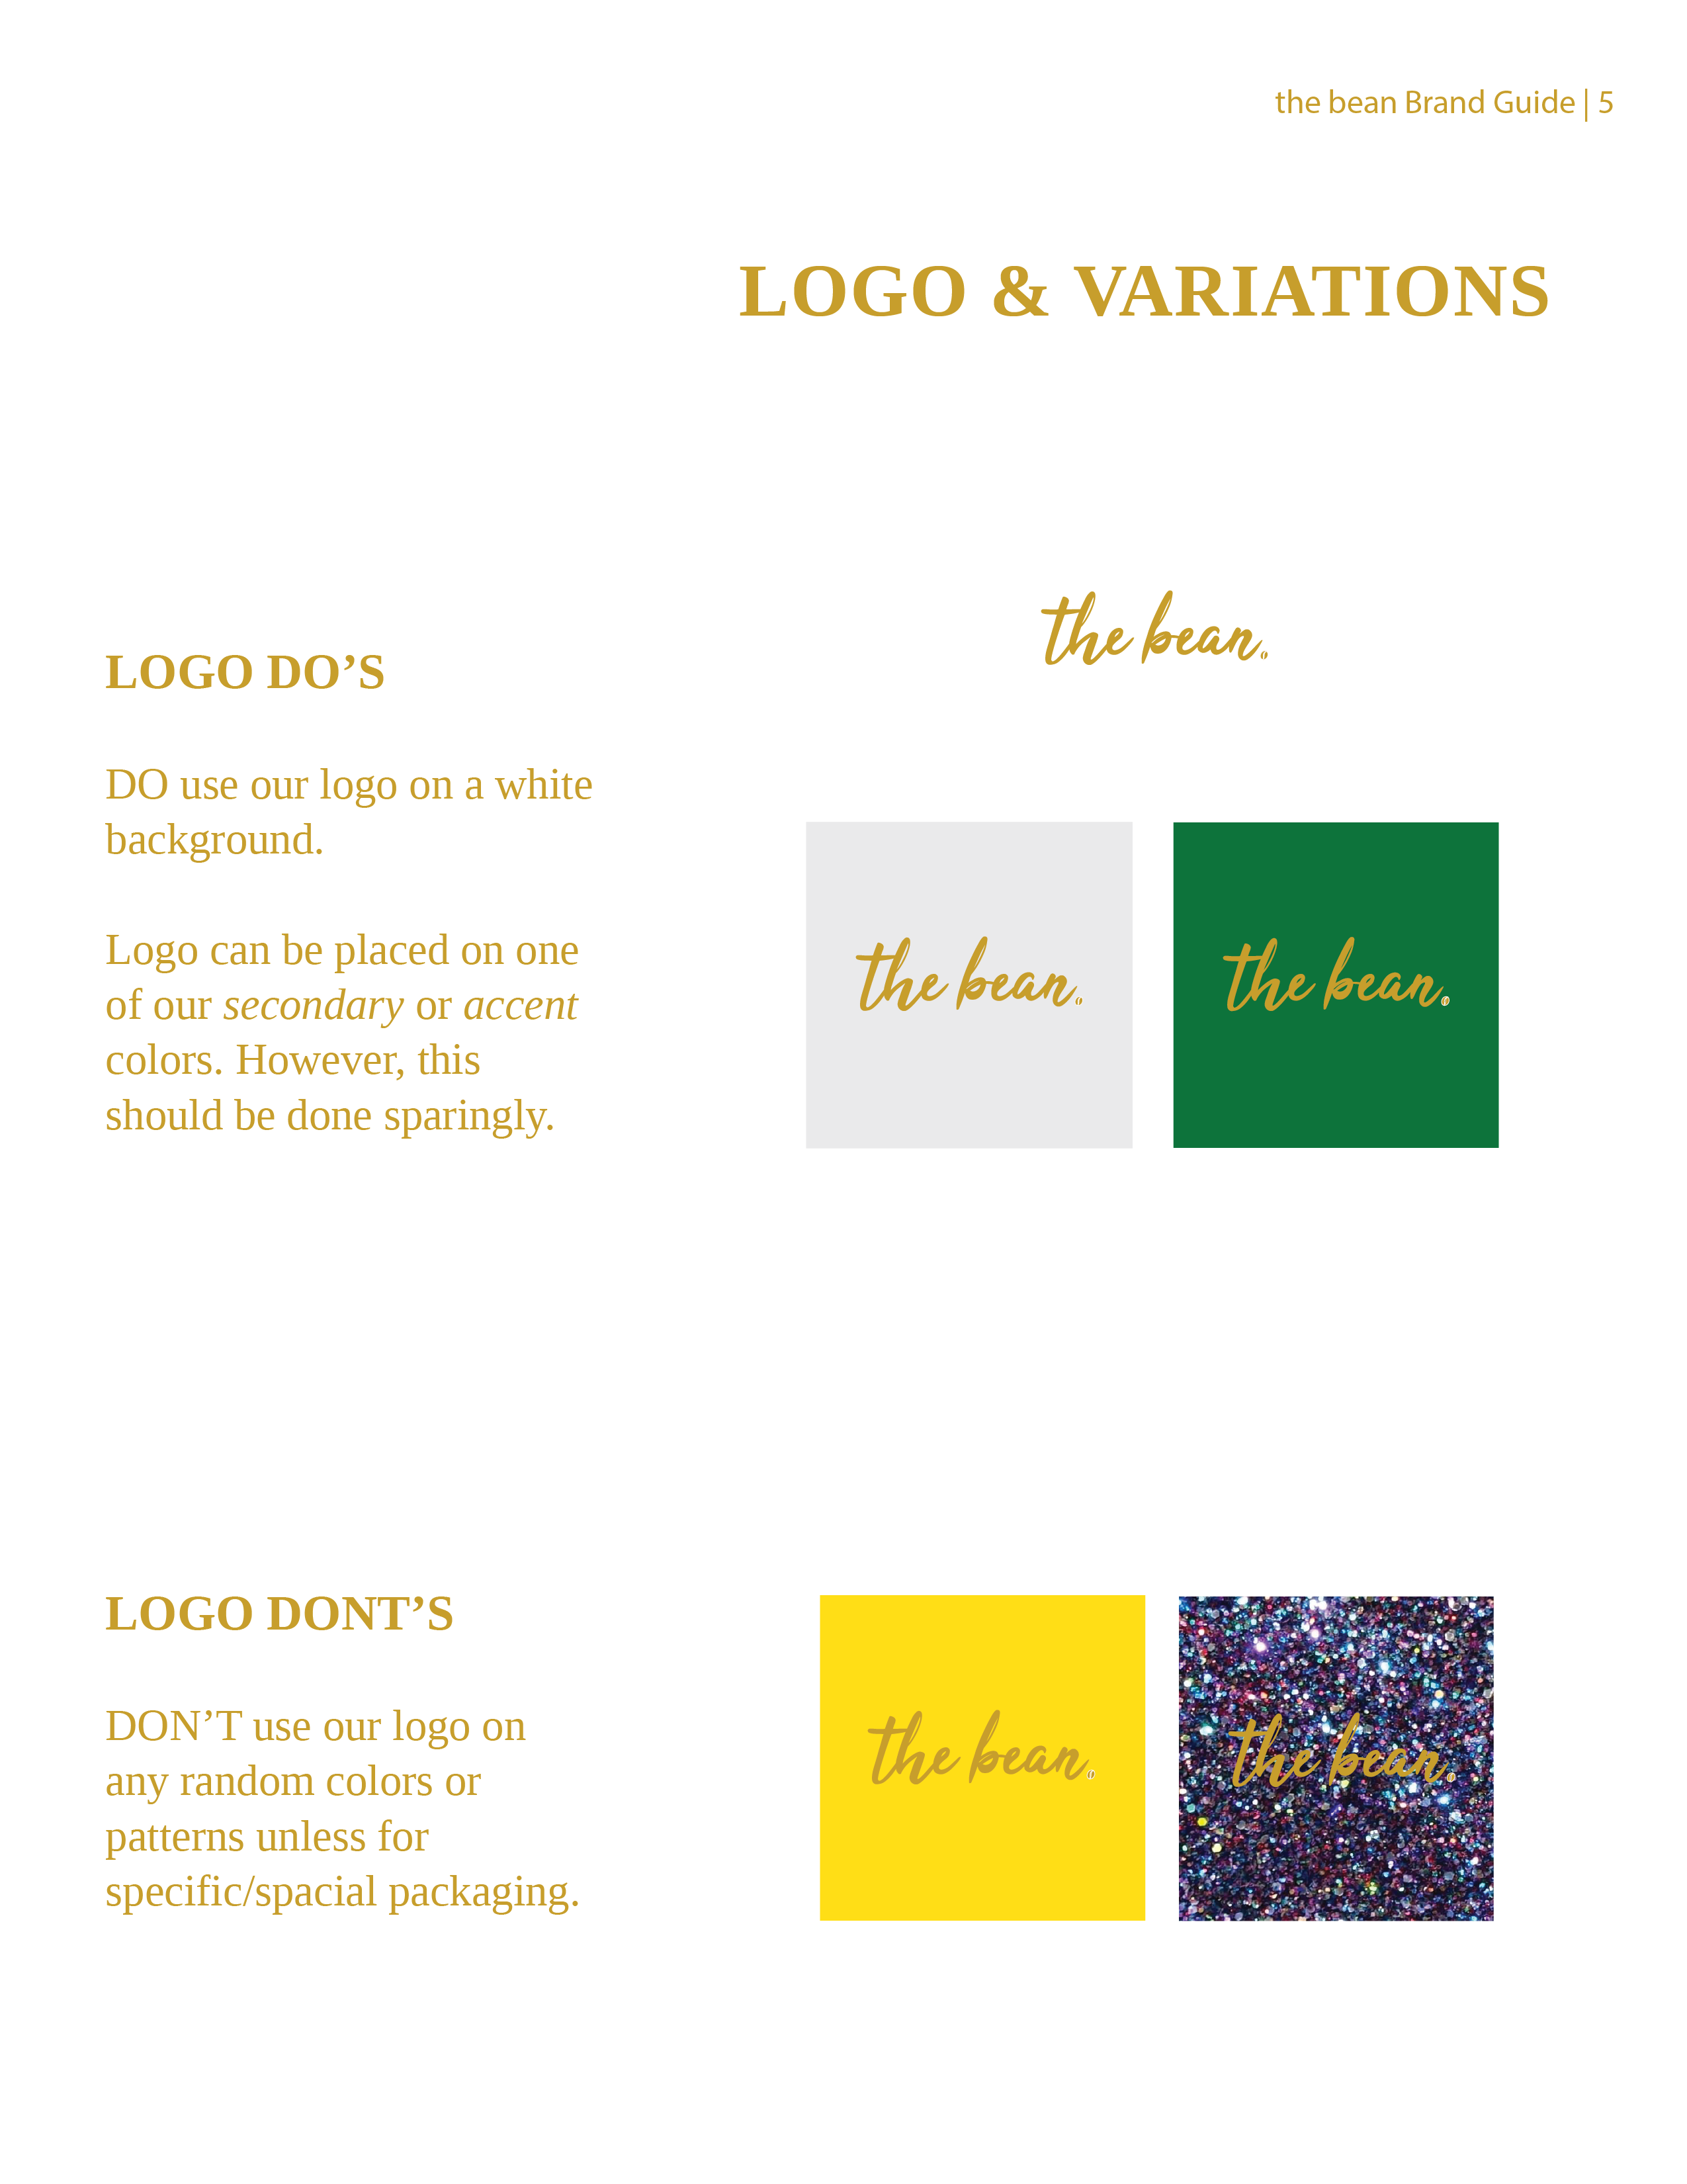 the bean Brand Guide | 5
LOGO & VARIATIONS
the bean.
LOGO DO’S
DO use our logo on a white
background.
Logo can be placed on one
of our secondary or accent
colors. However, this
should be done sparingly.
the bean.
the bean.
LOGO DONT’S
DON’T use our logo on
any random colors or
patterns unless for
specific/spacial packaging.
the bean.
the bean.